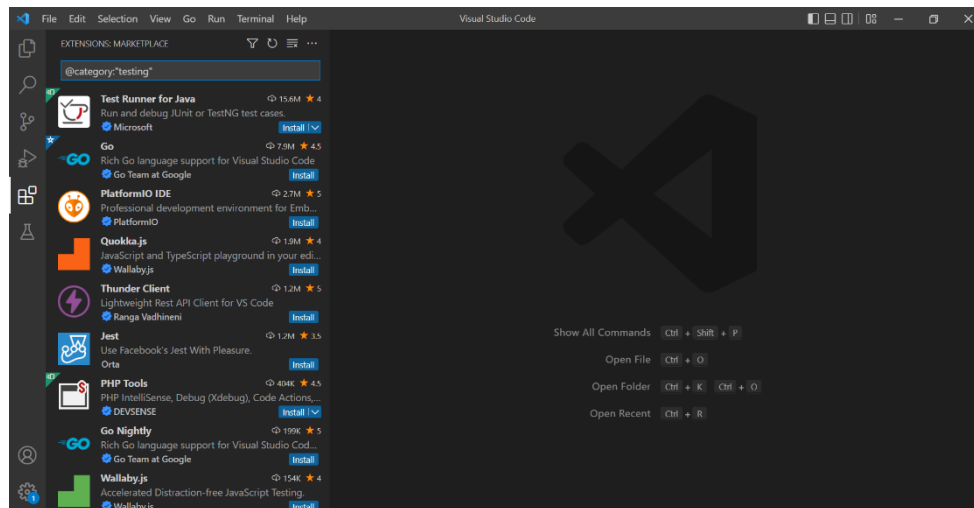 File Edit Selection View Go Run Terminal Help
Visual Studio Code
EXTENSIONS: MARKETPLACE
@category:"testing"
Test Runner for Java 15.6M ★ 4
Run and debug JUnit or TestNG test cases.
Microsoft Install
Go 7.9M ★ 4.5
Rich Go language support for Visual Studio Code
Go Team at Google Install
PlatformIO IDE 2.7M ★ 5
Professional development environment for Emb...
PlatformIO Install
Quokka.js 1.9M ★ 4
JavaScript and TypeScript playground in your edi...
Wallaby.js Install
Thunder Client 1.2M ★ 5
Lightweight Rest API Client for VS Code
Ranga Vadhineni Install
Jest 1.2M ★ 3.5
Use Facebook's Jest With Pleasure.
Orta Install
PHP Tools 404K ★ 4.5
PHP IntelliSense, Debug (Xdebug), Code Actions,...
DEVSENSE Install
Go Nightly 199K ★ 5
Rich Go language support for Visual Studio Cod...
Go Team at Google Install
Wallaby.js 154K ★ 4
Accelerated Distraction-free JavaScript Testing.
Wallaby.js Install
Show All Commands Ctrl + Shift + P
Open File Ctrl + O
Open Folder Ctrl + K Ctrl + O
Open Recent Ctrl + R
GO
GO
1